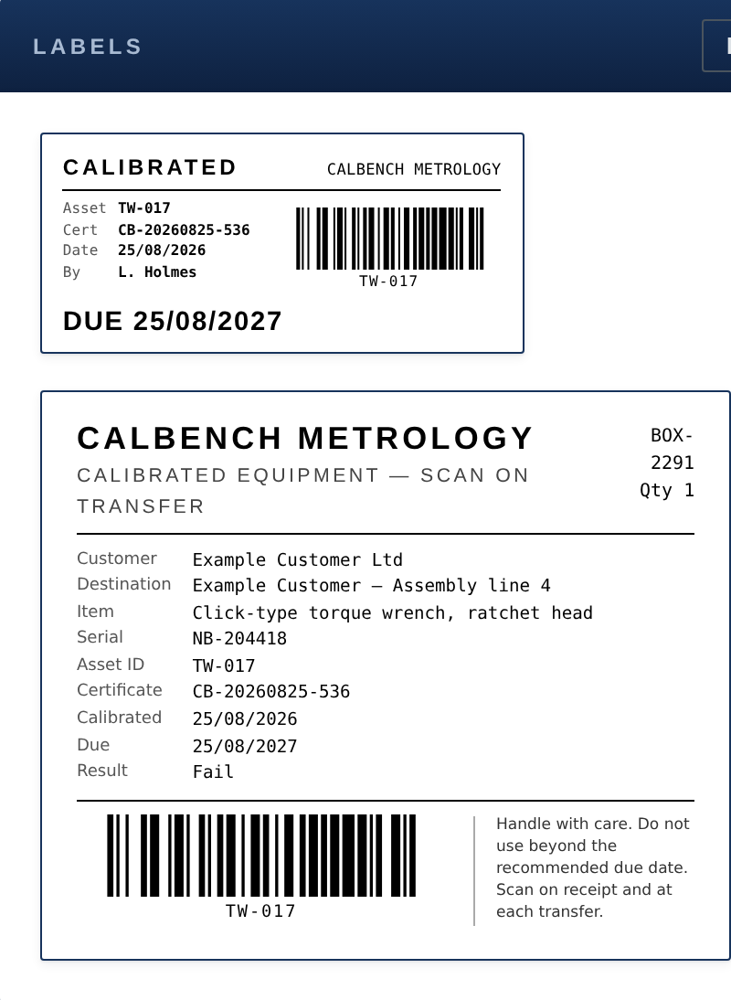 LABELS
CALIBRATED
CALBENCH METROLOGY
Asset TW-017
Cert CB-20260825-536
Date 25/08/2026
By L. Holmes
TW-017
DUE 25/08/2027
CALBENCH METROLOGY
CALIBRATED EQUIPMENT — SCAN ON
TRANSFER
BOX-
2291
Qty 1
Customer Example Customer Ltd
Destination Example Customer — Assembly line 4
Item Click-type torque wrench, ratchet head
Serial NB-204418
Asset ID TW-017
Certificate CB-20260825-536
Calibrated 25/08/2026
Due 25/08/2027
Result Fail
TW-017
Handle with care. Do not
use beyond the
recommended due date.
Scan on receipt and at
each transfer.